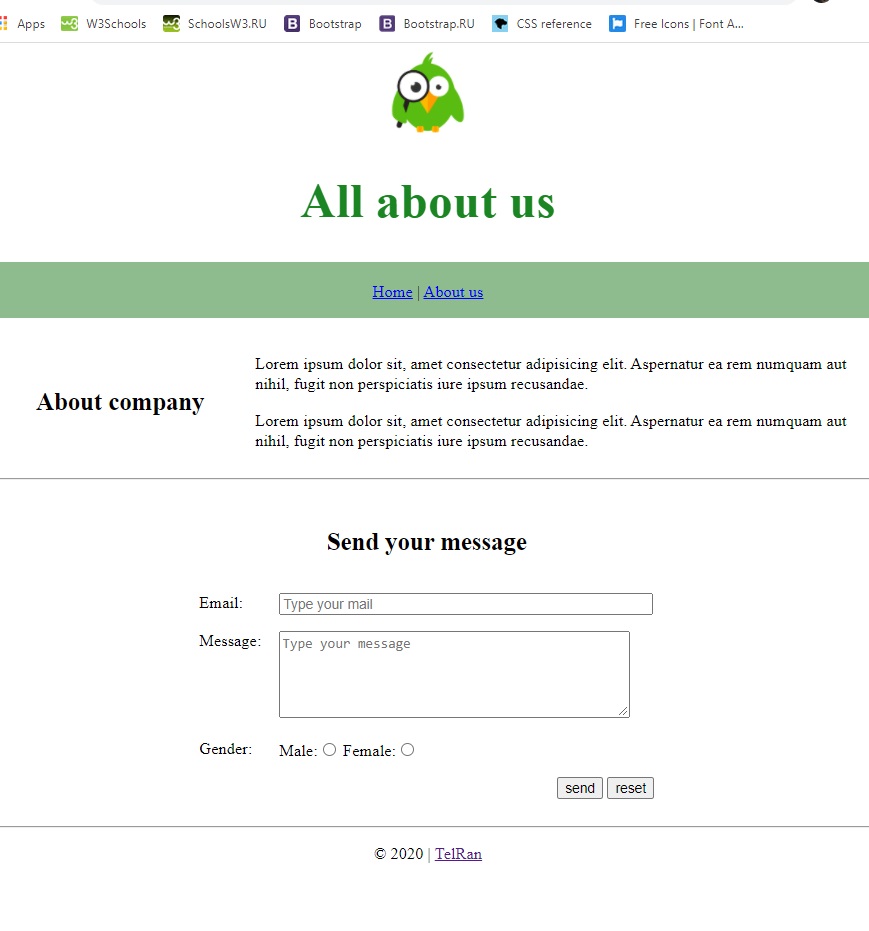 Apps W3Schools SchoolsW3.RU Bootstrap Bootstrap.RU CSS reference Free Icons | Font A...
All about us
Home | About us
About company
Lorem ipsum dolor sit, amet consectetur adipisicing elit. Aspernatur ea rem numquam aut
nihil, fugit non perspiciatis iure ipsum recusandae.
Lorem ipsum dolor sit, amet consectetur adipisicing elit. Aspernatur ea rem numquam aut
nihil, fugit non perspiciatis iure ipsum recusandae.
Send your message
Email: Type your mail
Message: Type your message
Gender: Male: Female:
send reset
© 2020 | TelRan